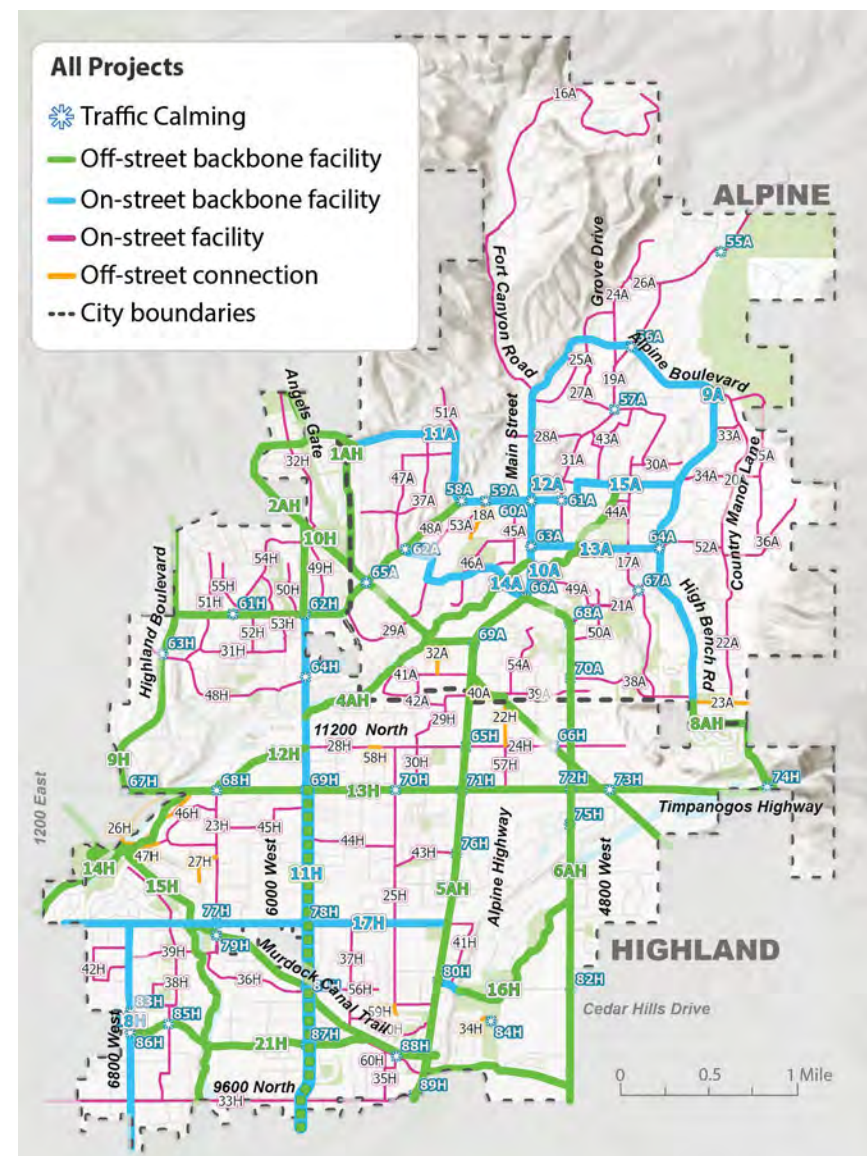 All Projects
Traffic Calming
Off-street backbone facility
On-street backbone facility
On-street facility
Off-street connection
City boundaries
16A
ALPINE
55A
Grove Drive
Fort Canyon Road
26A
24A
Alpine Boulevard
25A
19A
9A
Angels Gate
27A
57A
51A
Main Street
33A
11A
28A
43A
1AH
32H
31A
30A
47A
34A
20A
12A
15A
37A
58A
59A
61A
2AH
18A
60A
44A
Country Manor Lane
48A
53A
10H
45A
63A
64A
54H
62A
13A
52A
36A
49H
46A
17A
55H
50H
65A
10A
14A
66A
49A
67A
51H
61H
62H
21A
68A
53H
Highland Boulevard
52H
29A
50A
High Bench Rd
63H
31H
69A
22A
32A
54A
64H
41A
70A
48H
38A
40A
39A
4AH
42A
23A
22H
29H
8AH
11200 North
65H
66H
12H
28H
24H
9H
58H
30H
57H
67H
68H
69H
70H
71H
72H
73H
74H
13H
1200 East
46H
Timpanogos Highway
26H
23H
45H
75H
47H
44H
43H
76H
14H
27H
6000 West
Alpine Highway
4800 West
15H
11H
5AH
6AH
25H
77H
78H
17H
HIGHLAND
79H
41H
39H
37H
42H
Murdock Canal Trail
80H
36H
38H
56H
16H
82H
83H
59H
Cedar Hills Drive
85H
34H
84H
86H
6800 West
87H
21H
88H
60H
35H
9600 North
89H
33H
0 0.5 1 Mile